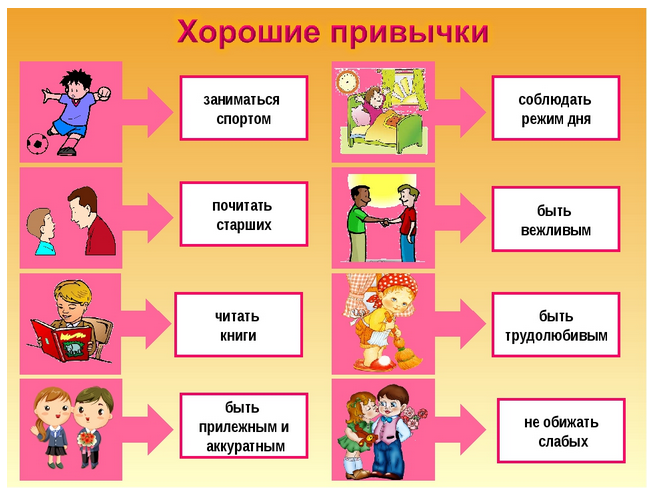 Хорошие привычки
заниматься
спортом
соблюдать
режим дня
почитать
старших
быть
вежливым
читать
книги
быть
трудолюбивым
быть
прилежным и
аккуратным
не обижать
слабых